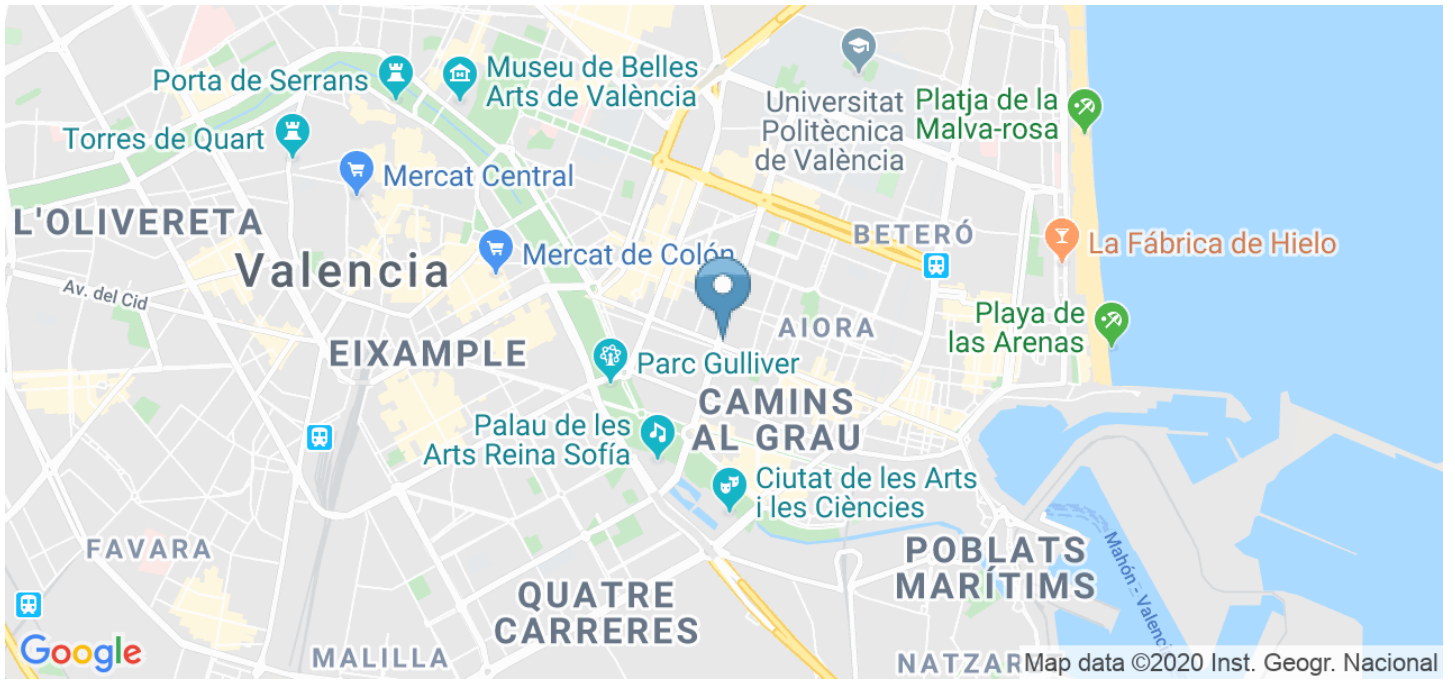 Porta de Serrans
Museu de Belles
Arts de València
Universitat
Politècnica
de València
Platja de la
Malva-rosa
Torres de Quart
Mercat Central
L'OLIVERETA
BETERÓ
La Fábrica de Hielo
Mercat de Colón
Valencia
Av. del Cid
AIORA
Playa de
las Arenas
EIXAMPLE
Parc Gulliver
CAMINS
AL GRAU
Palau de les
Arts Reina Sofía
Ciutat de les Arts
i les Ciències
FAVARA
POBLATS
MARÍTIMS
Mahón - Valenci
QUATRE
CARRERES
Google
MALILLA
NATZAR
Map data ©2020 Inst. Geogr. Nacional